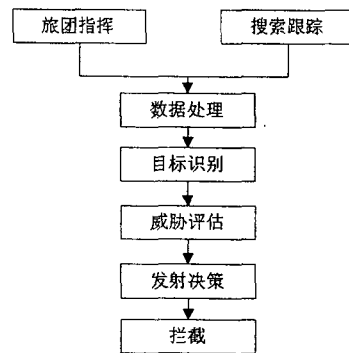 旅团指挥
搜索跟踪
数据处理
目标识别
威胁评估
发射决策
拦截